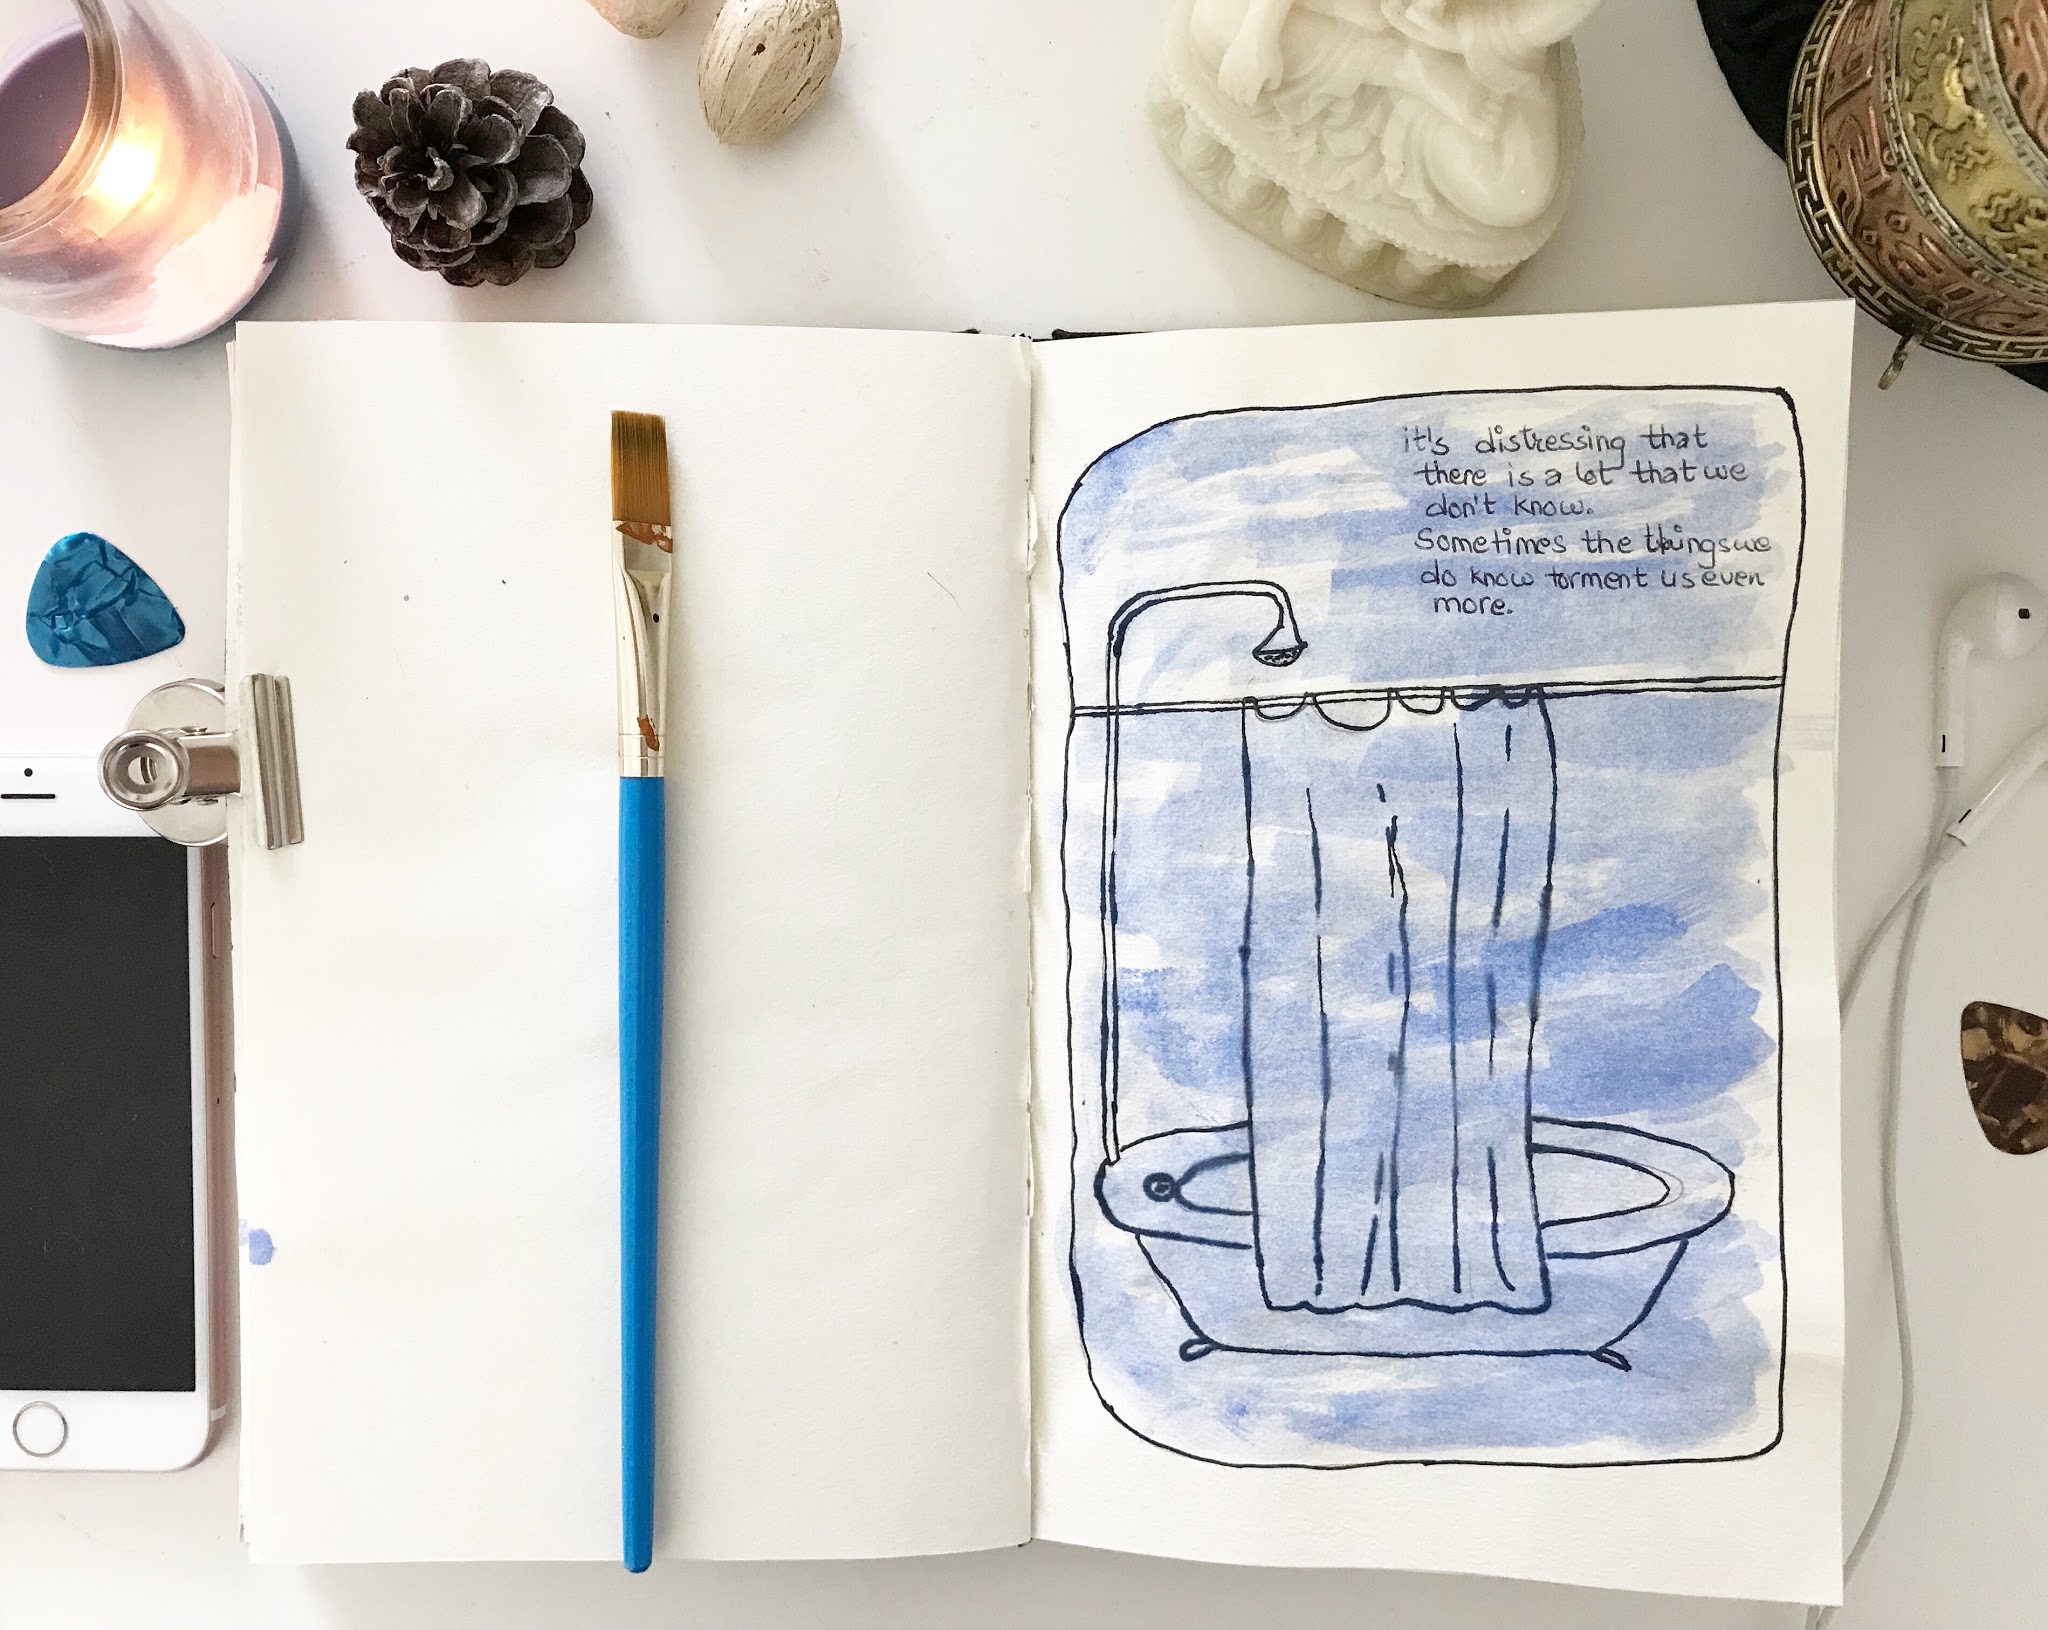 it's distressing that
there is a lot that we
don't know.
Sometimes the things we
do know torment us even
more.